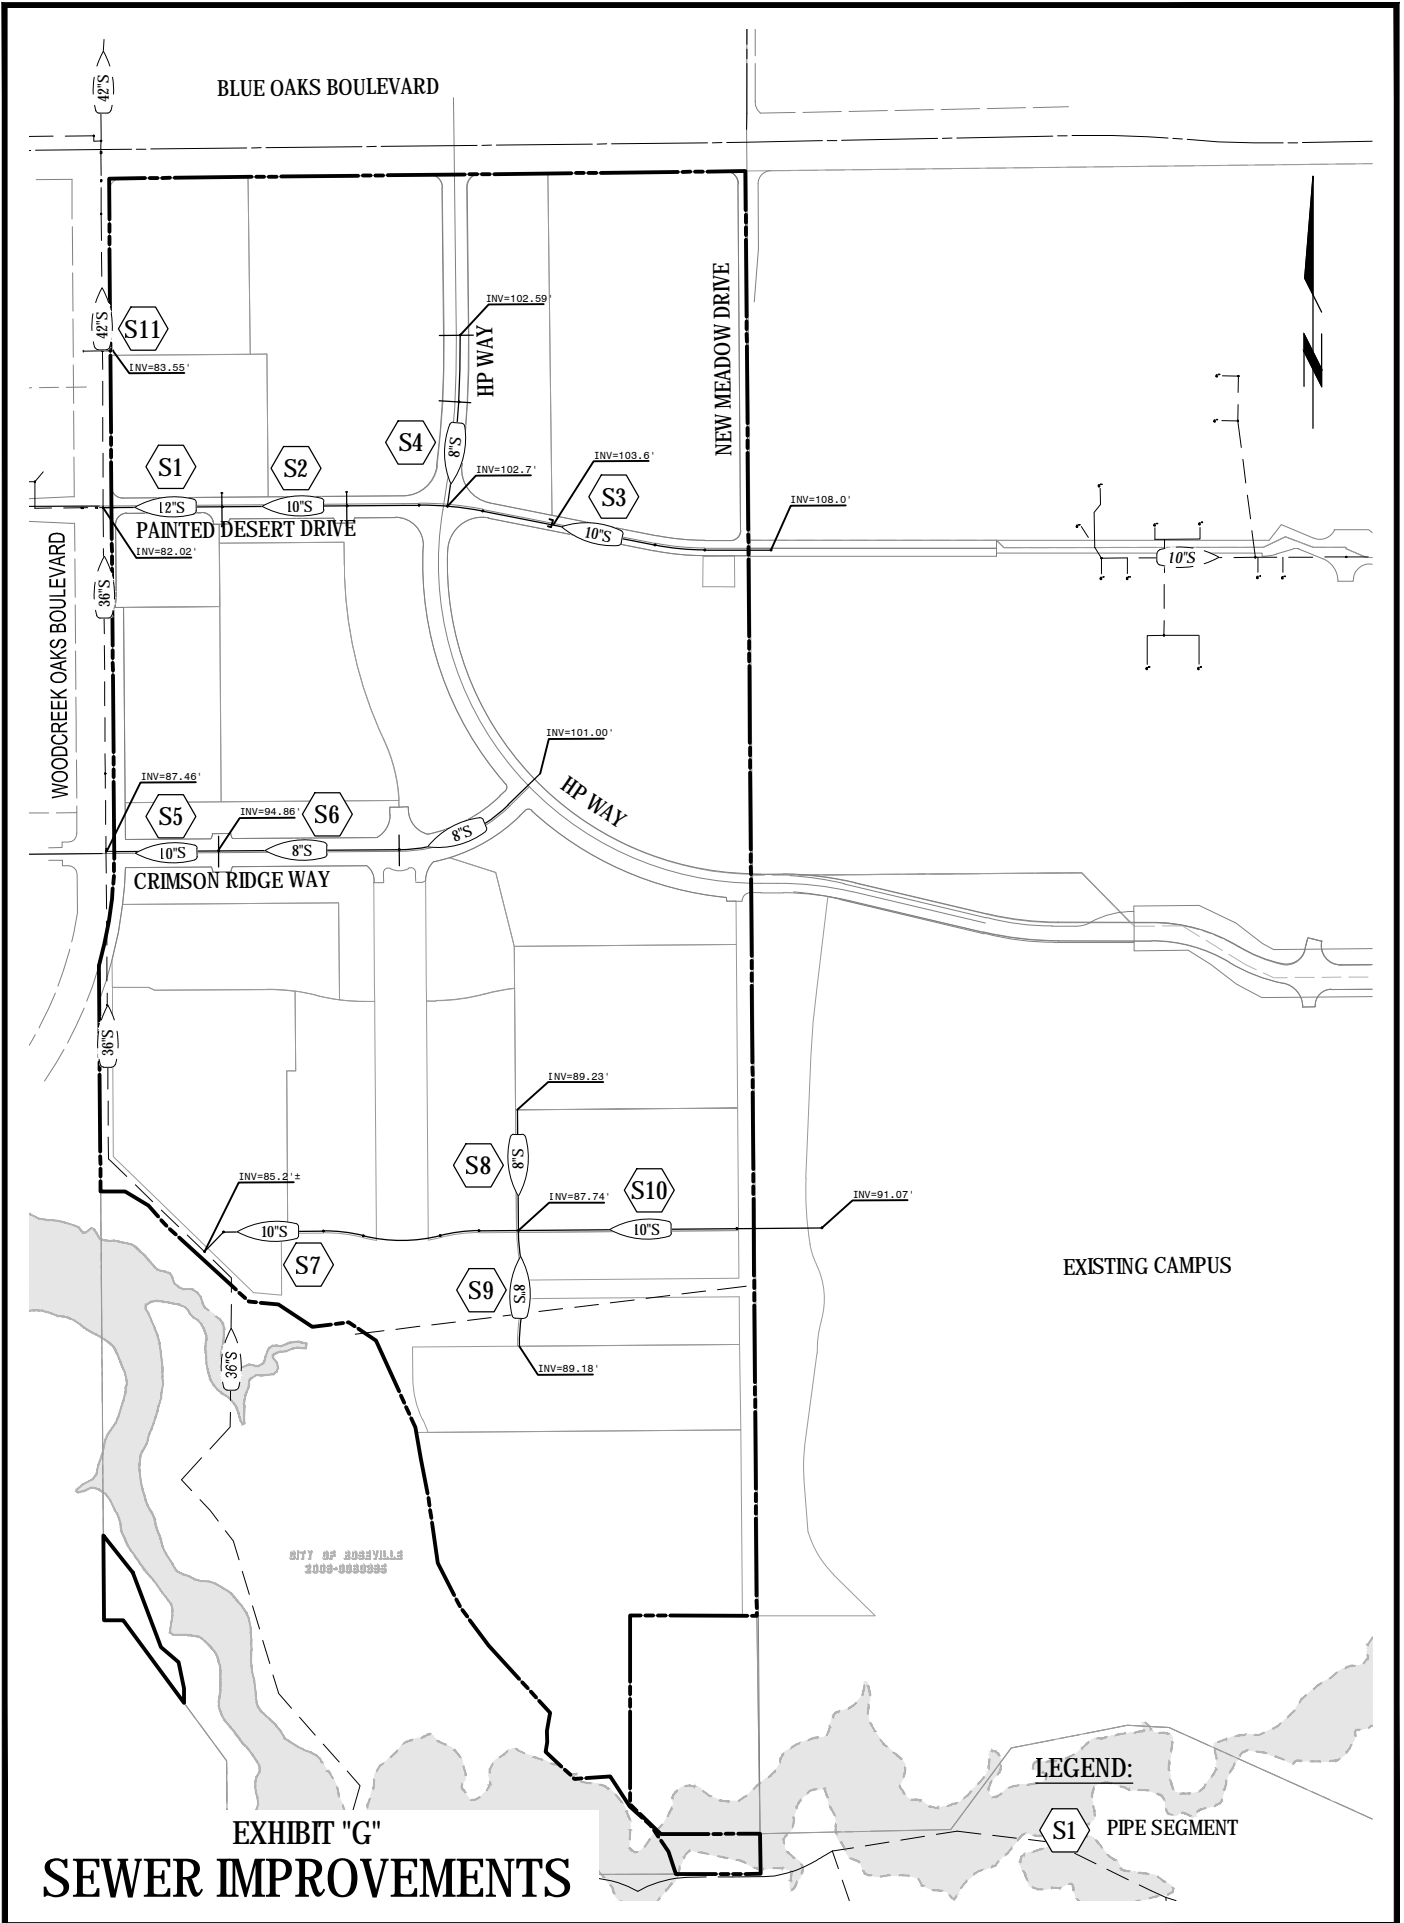 42"S
BLUE OAKS BOULEVARD
INV=102.59'
42"S
S11
HP WAY
NEW MEADOW DRIVE
INV=83.55'
S4
8"S
S1
S2
INV=102.7'
INV=103.6'
S3
INV=108.0'
12"S
10"S
10"S
PAINTED DESERT DRIVE
INV=82.02'
10"S
36"S
WOODCREEK OAKS BOULEVARD
INV=101.00'
INV=87.46'
HP WAY
S5
INV=94.86'
S6
10"S
8"S
8"S
CRIMSON RIDGE WAY
36"S
INV=89.23'
S8
8"S
INV=85.2'±
INV=87.74'
S10
INV=91.07'
10"S
10"S
S7
S9
8"S
EXISTING CAMPUS
36"S
INV=89.18'
CITY OF ROSEVILLE
LEGEND:
S1
PIPE SEGMENT
EXHIBIT "G"
SEWER IMPROVEMENTS